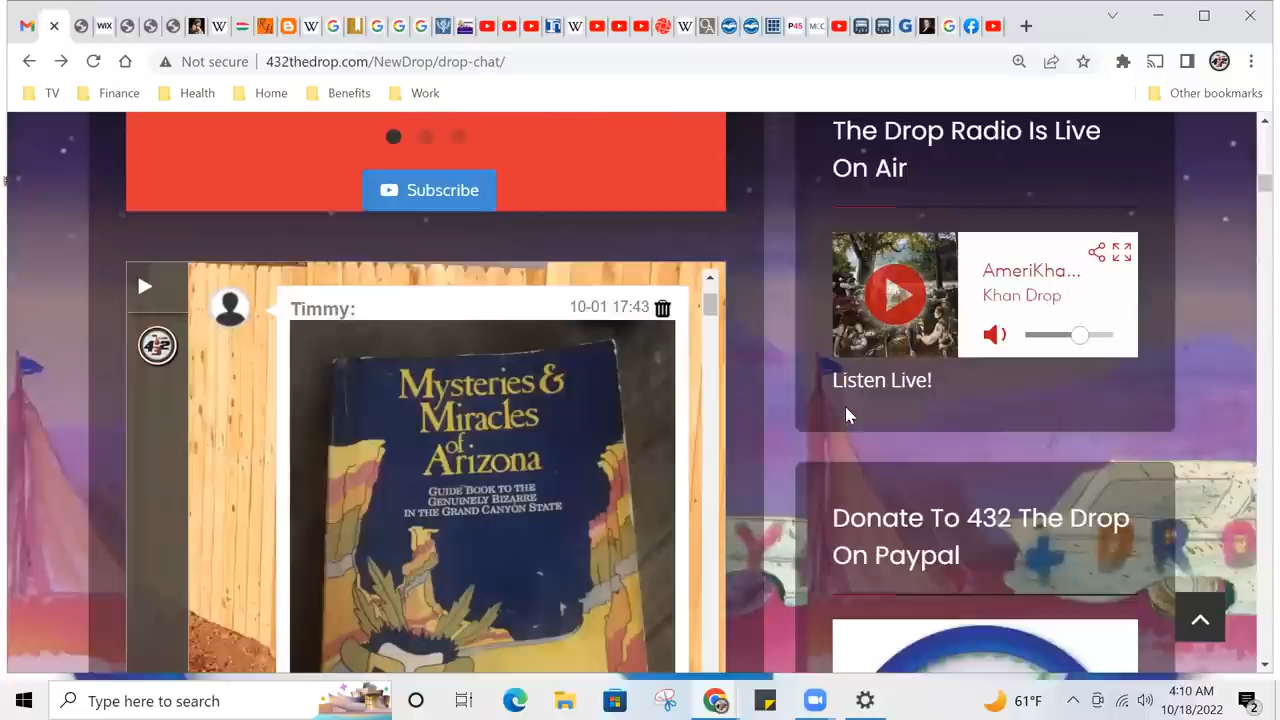 Not secure
432thedrop.com/NewDrop/drop-chat/
TV
Finance
Health
Home
Benefits
Work
Other bookmarks
Subscribe
Timmy:
10-01 17:43
Mysteries &
Miracles
of
Arizona
GUIDE BOOK TO THE
GENUINELY BIZARRE
IN THE GRAND CANYON STATE
The Drop Radio Is Live
On Air
AmeriKha...
Khan Drop
Listen Live!
Donate To 432 The Drop
On Paypal
Type here to search
61°F
4:10 AM
10/18/2022
2